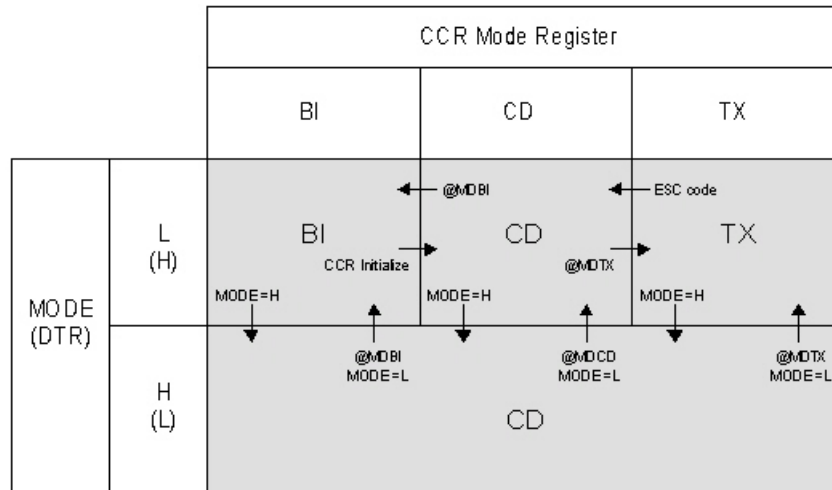 CCR Mode Register
BI CD TX
@MDBI ESC code
L
(H)
BI CD TX
CCR Initialize @MDTX
MODE=H MODE=H MODE=H
MODE
(DTR)
@MDBI @MDCD @MDTX
MODE=L MODE=L MODE=L
H
(L)
CD